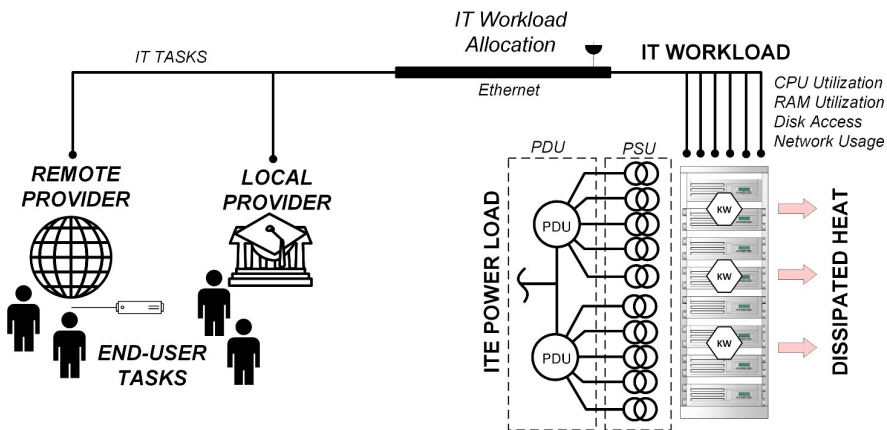 IT Workload
Allocation
IT WORKLOAD
IT TASKS
Ethernet
CPU Utilization
RAM Utilization
Disk Access
Network Usage
REMOTE
PROVIDER
LOCAL
PROVIDER
END-USER
TASKS
PDU
PSU
PDU
PDU
ITE POWER LOAD
KW
KW
KW
DISSIPATED HEAT